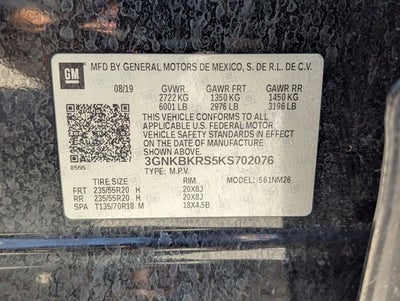 GM
MFD BY GENERAL MOTORS DE MEXICO, S. DE R.L. DE C.V.
08/19 GVWR GAWR FRT GAWR RR
2722 KG 1350 KG 1450 KG
6001 LB 2976 LB 3196 LB
THIS VEHICLE CONFORMS TO ALL
APPLICABLE U.S. FEDERAL MOTOR
VEHICLE SAFETY STANDARDS IN EFFECT
ON THE DATE OF MANUFACTURE SHOWN ABOVE.
3GNKBKRS5KS702076
TYPE: M.P.V. MODEL: 561NM26
TIRE SIZE RIM
FRT 235/55R20 H 20X8J
RR 235/55R20 H 20X8J
SPA T135/70R18 M 18X4.5B